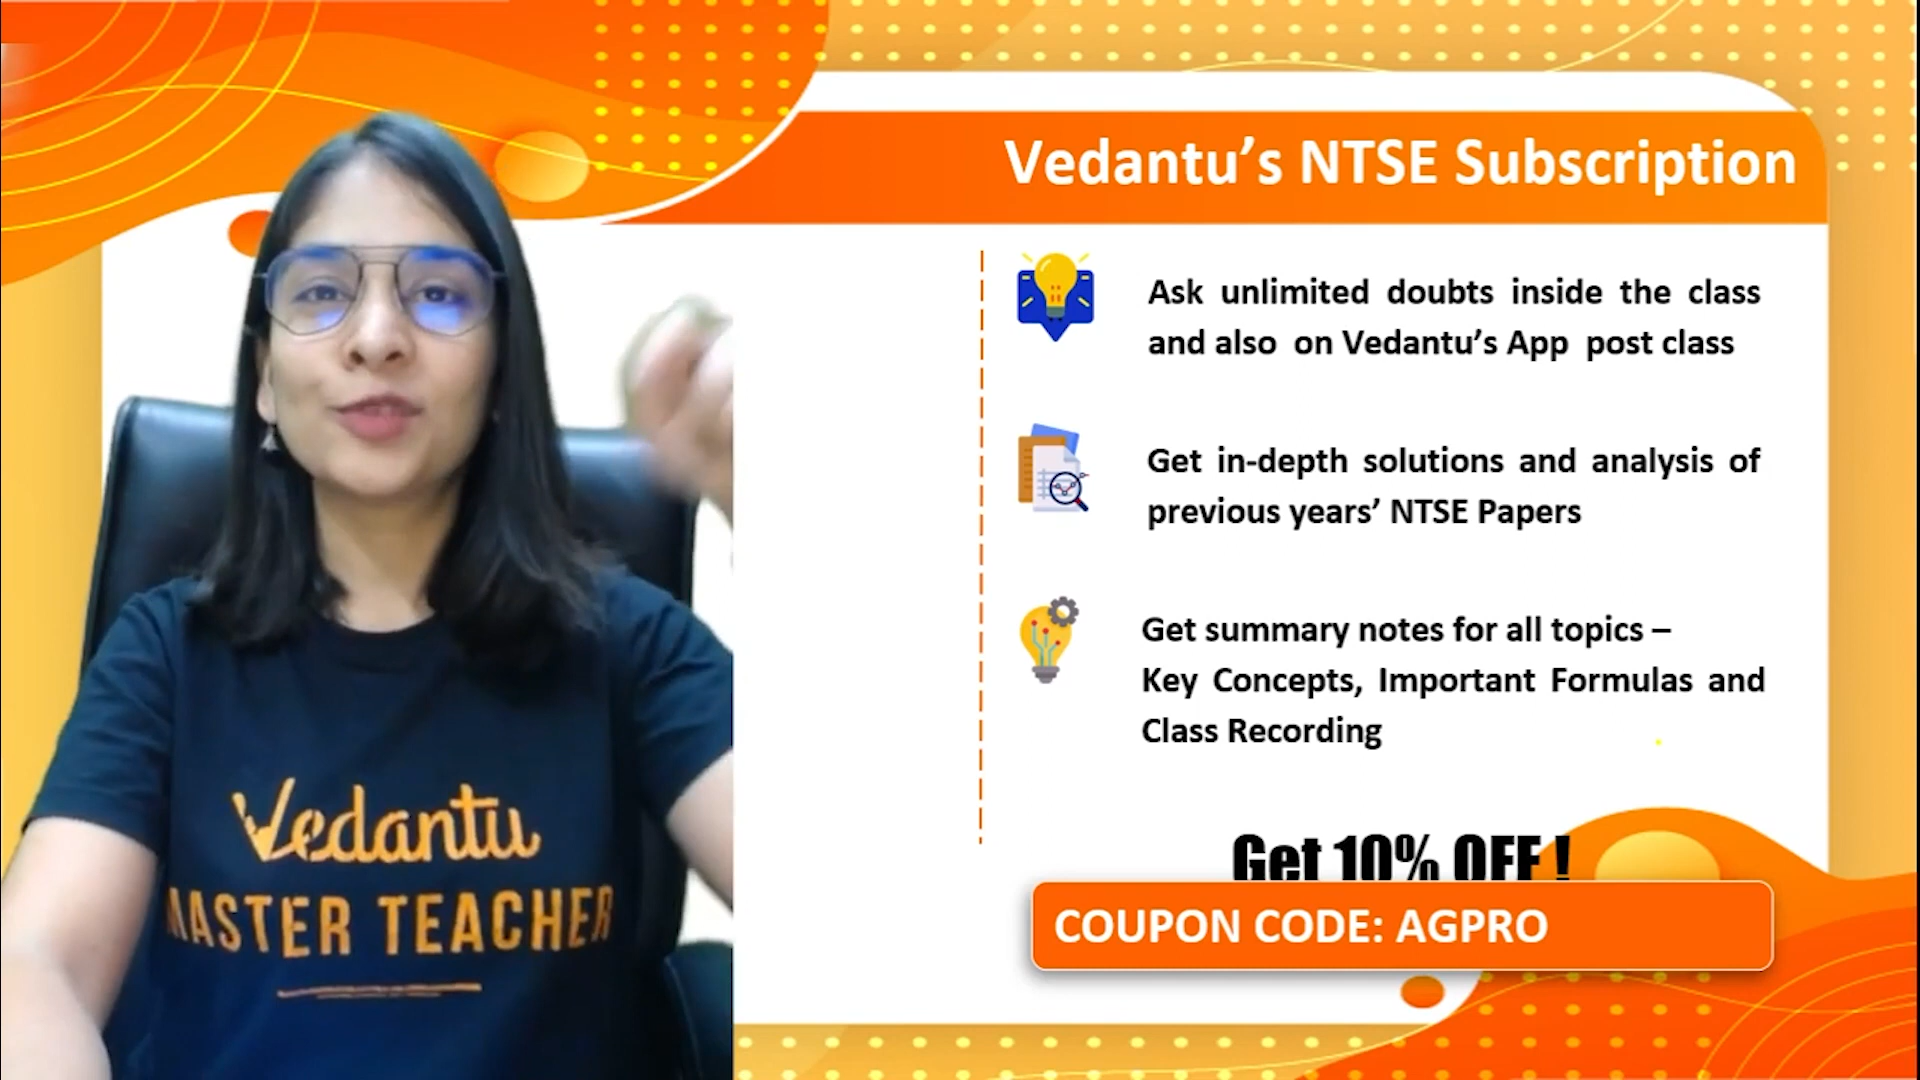 Vedantu’s NTSE Subscription
Ask unlimited doubts inside the class
and also on Vedantu’s App post class
Get in-depth solutions and analysis of
previous years’ NTSE Papers
Get summary notes for all topics –
Key Concepts, Important Formulas and
Class Recording
Get 10% OFF !
COUPON CODE: AGPRO
Vedantu
MASTER TEACHER